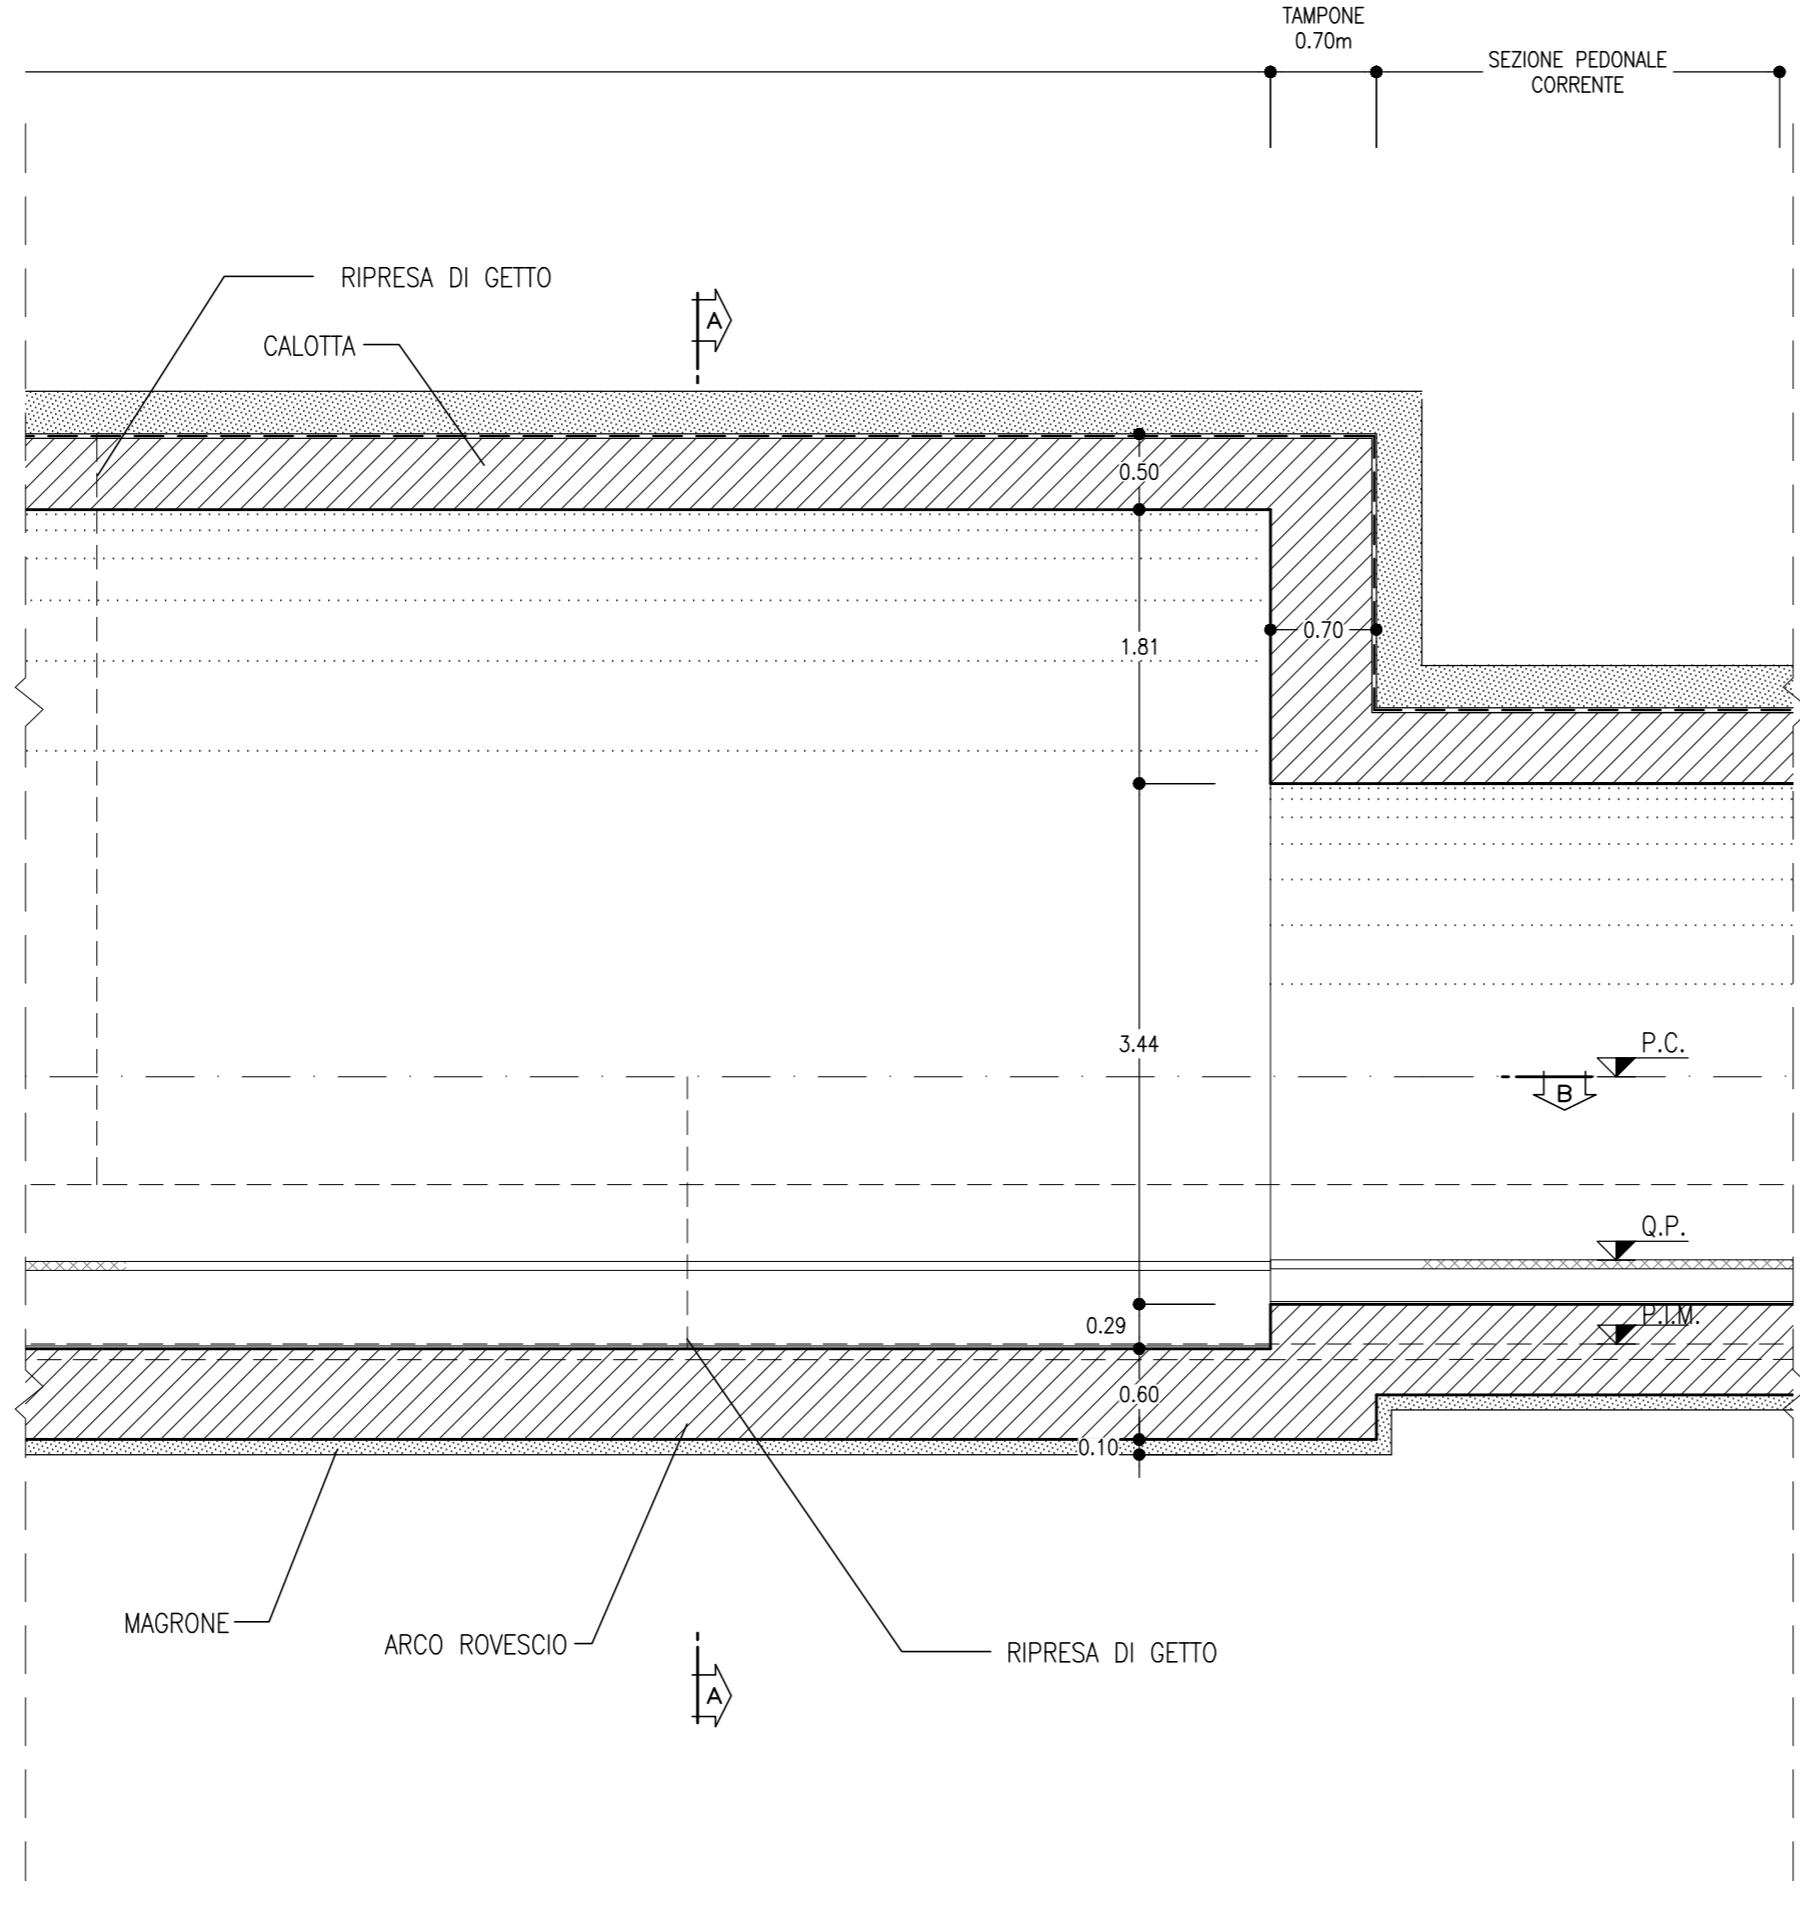 TAMPONE
0.70m
SEZIONE PEDONALE
CORRENTE
RIPRESA DI GETTO
A
CALOTTA
0.50
0.70
1.81
3.44
P.C.
B
Q.P.
P.I.M.
0.29
0.60
0.10
MAGRONE
ARCO ROVESCIO
RIPRESA DI GETTO
A